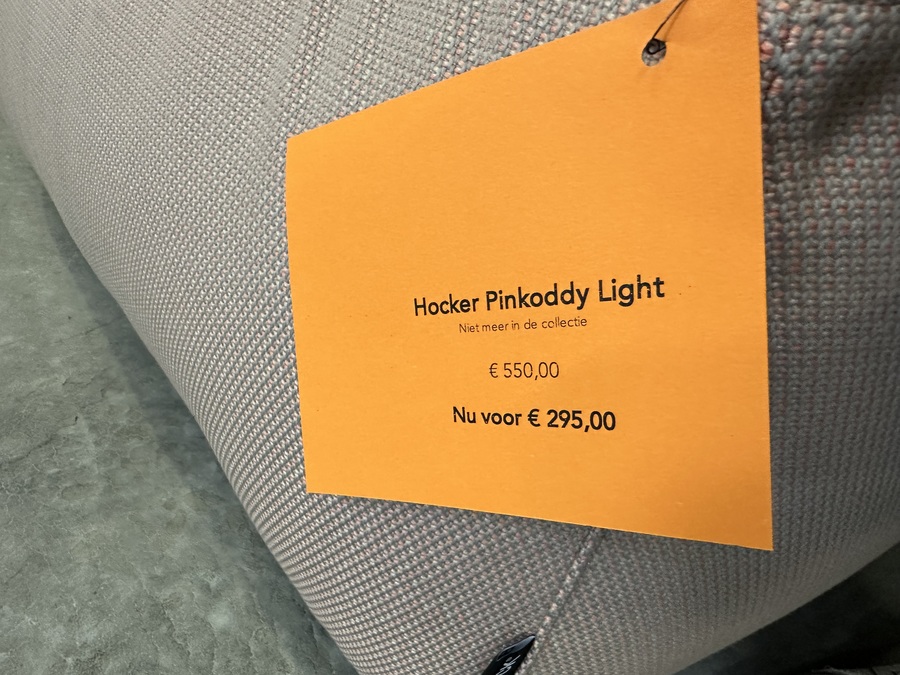 Hocker Pinkoddy Light
Niet meer in de collectie
€ 550,00
Nu voor € 295,00